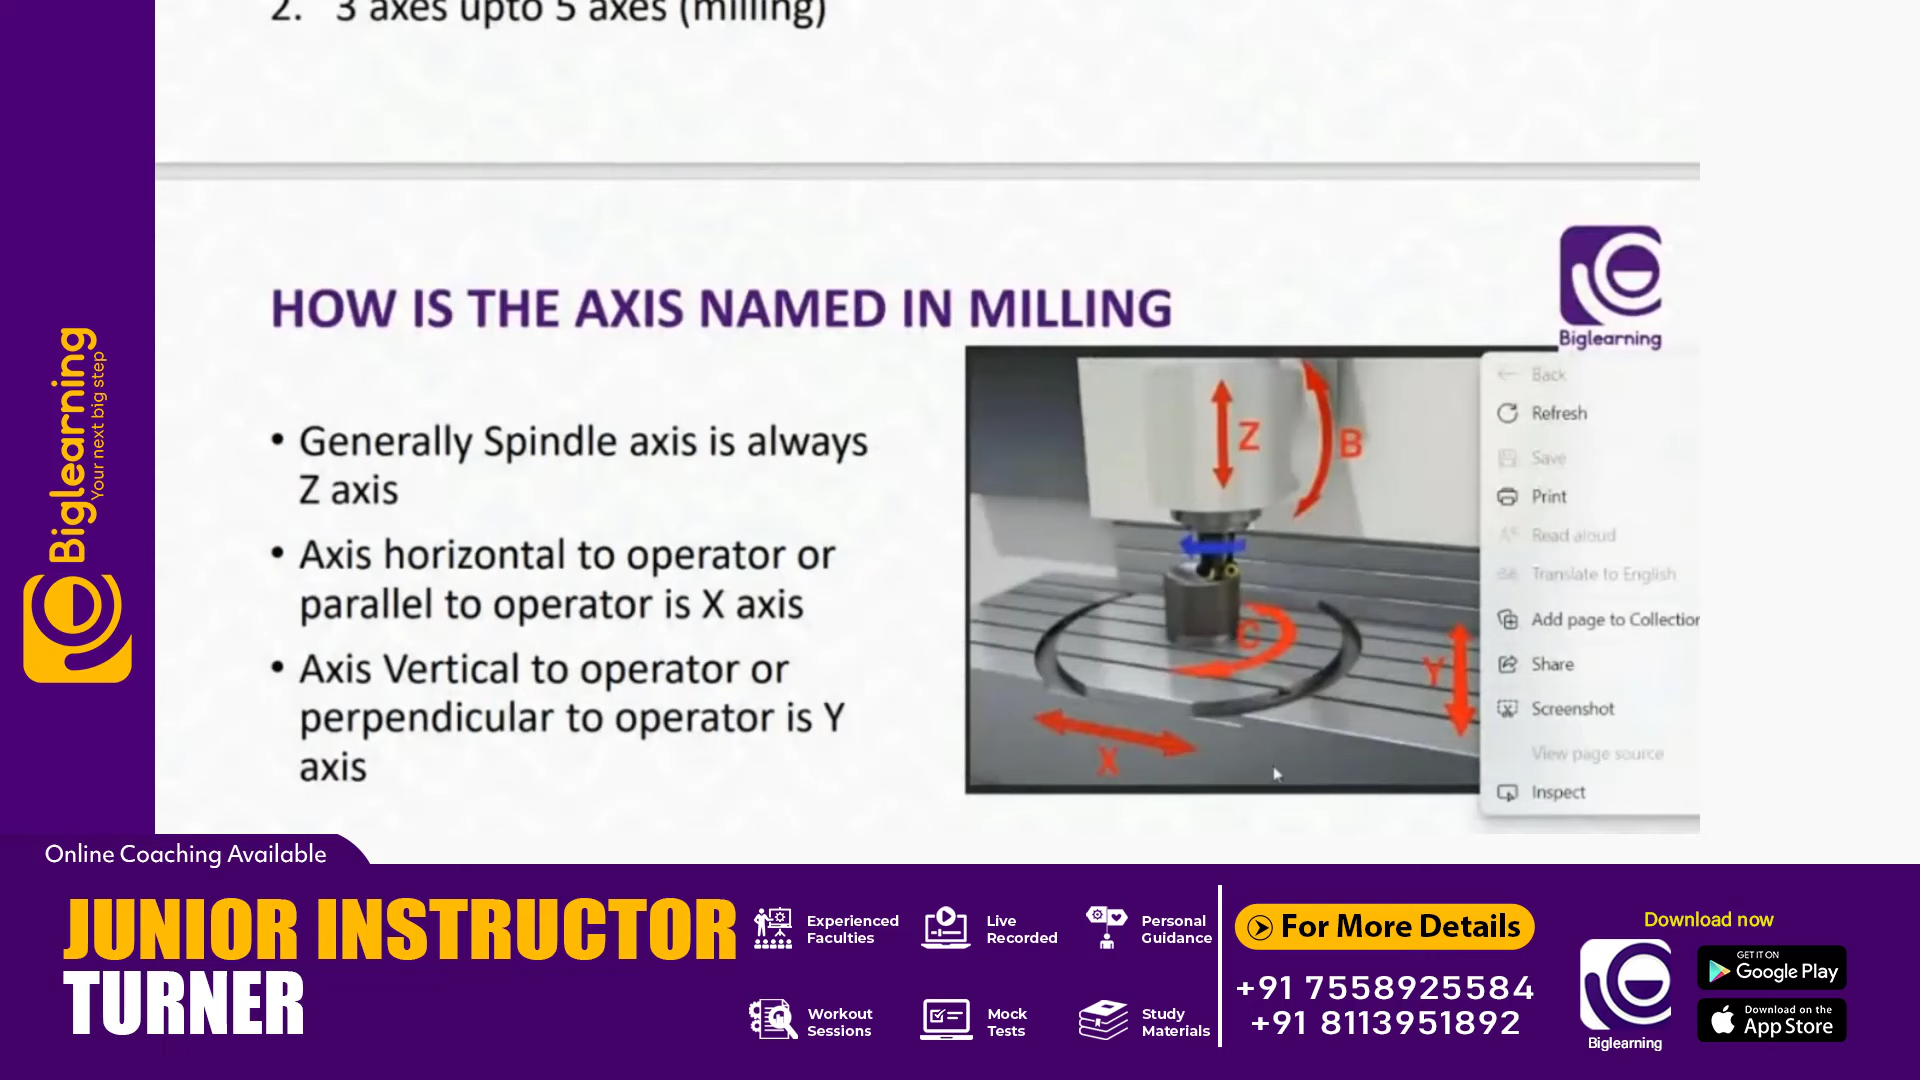 2. 3 axes upto 5 axes (milling)
HOW IS THE AXIS NAMED IN MILLING
Biglearning
• Generally Spindle axis is always
Z axis
• Axis horizontal to operator or
parallel to operator is X axis
• Axis Vertical to operator or
perpendicular to operator is Y
axis
Z
B
C
Y
X
Back
Refresh
Save
Print
Read aloud
Translate to English
Add page to Collection
Share
Screenshot
View page source
Inspect
Biglearning
Your next big step
Online Coaching Available
JUNIOR INSTRUCTOR
TURNER
Experienced
Faculties
Live
Recorded
Personal
Guidance
Workout
Sessions
Mock
Tests
Study
Materials
For More Details
+91 7558925584
+91 8113951892
Download now
Biglearning
GET IT ON
Google Play
Download on the
App Store